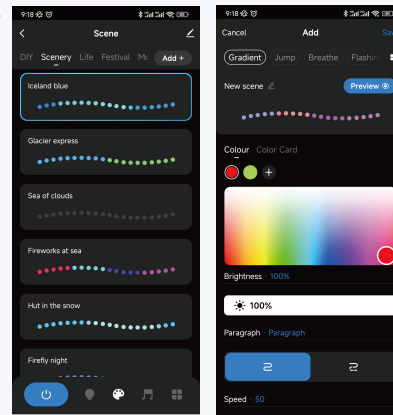 9:18
Scene
DIY Scenery Life Festival Add +
Iceland blue
Glacier express
Sea of clouds
Fireworks at sea
Hut in the snow
Firefly night
9:18
Cancel Add
Gradient Jump Breathe Flashin
New scene Preview
Colour Color Card
Brightness · 100%
100%
Paragraph · Paragraph
Speed · 50